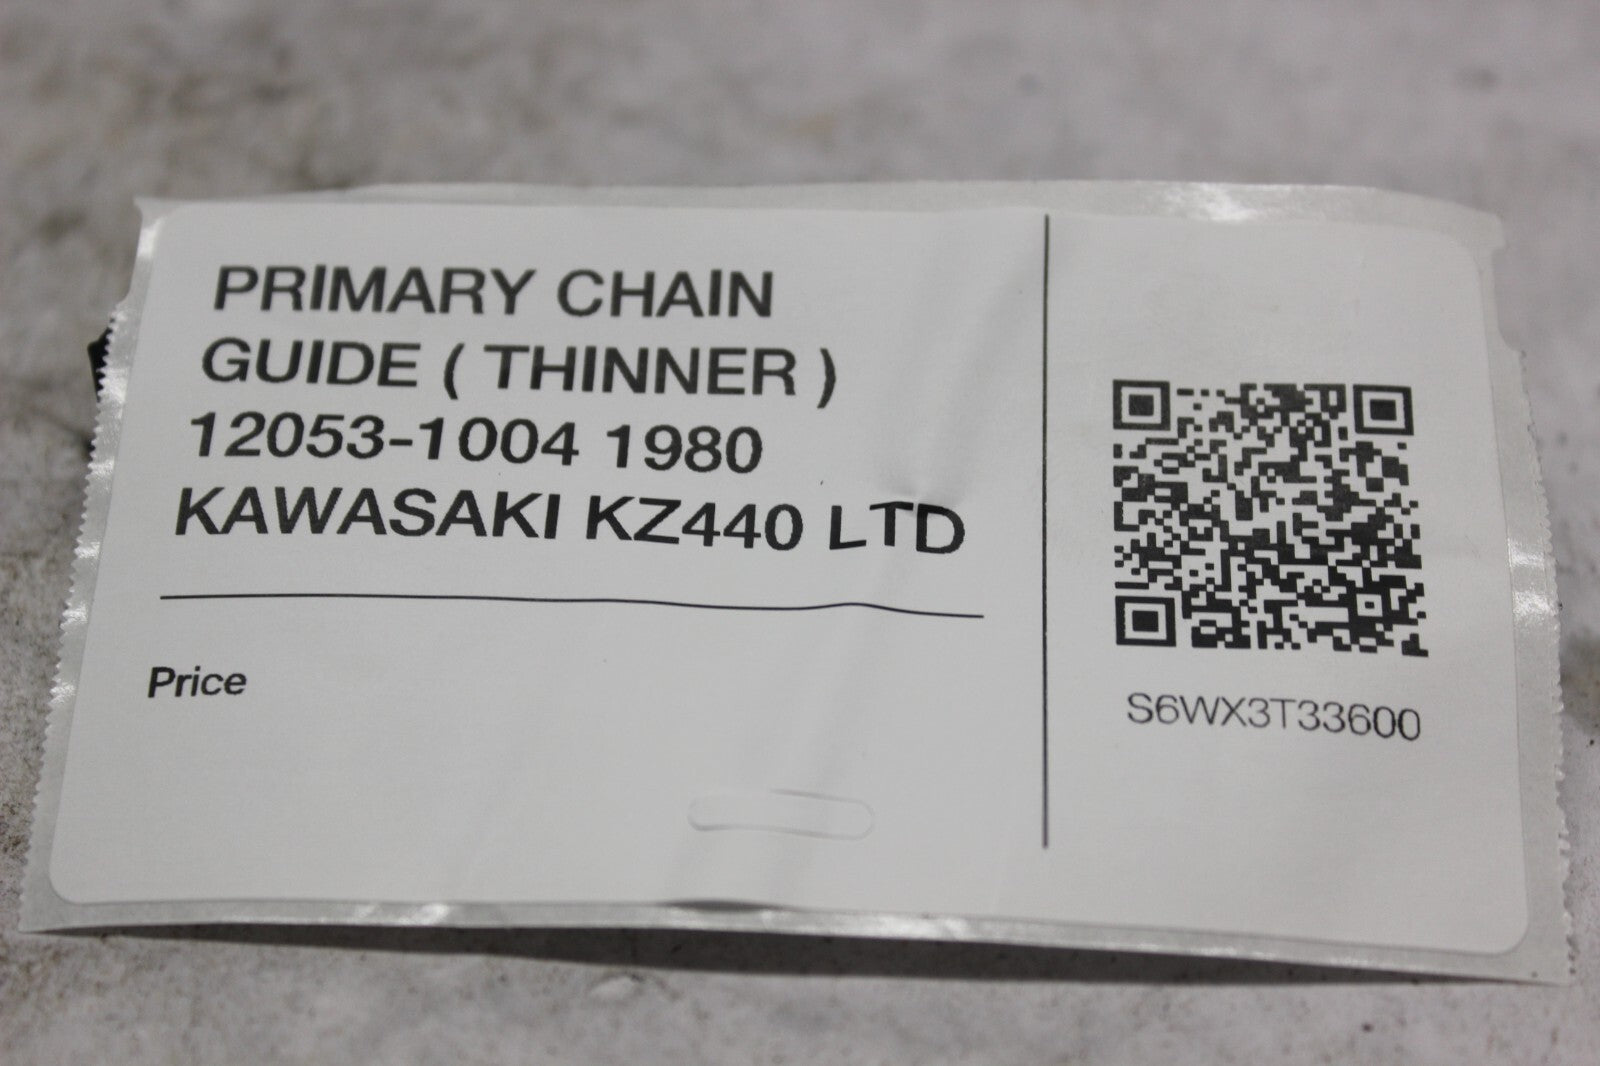 PRIMARY CHAIN
GUIDE ( THINNER )
12053-1004 1980
KAWASAKI KZ440 LTD
Price
S6WX3T33600